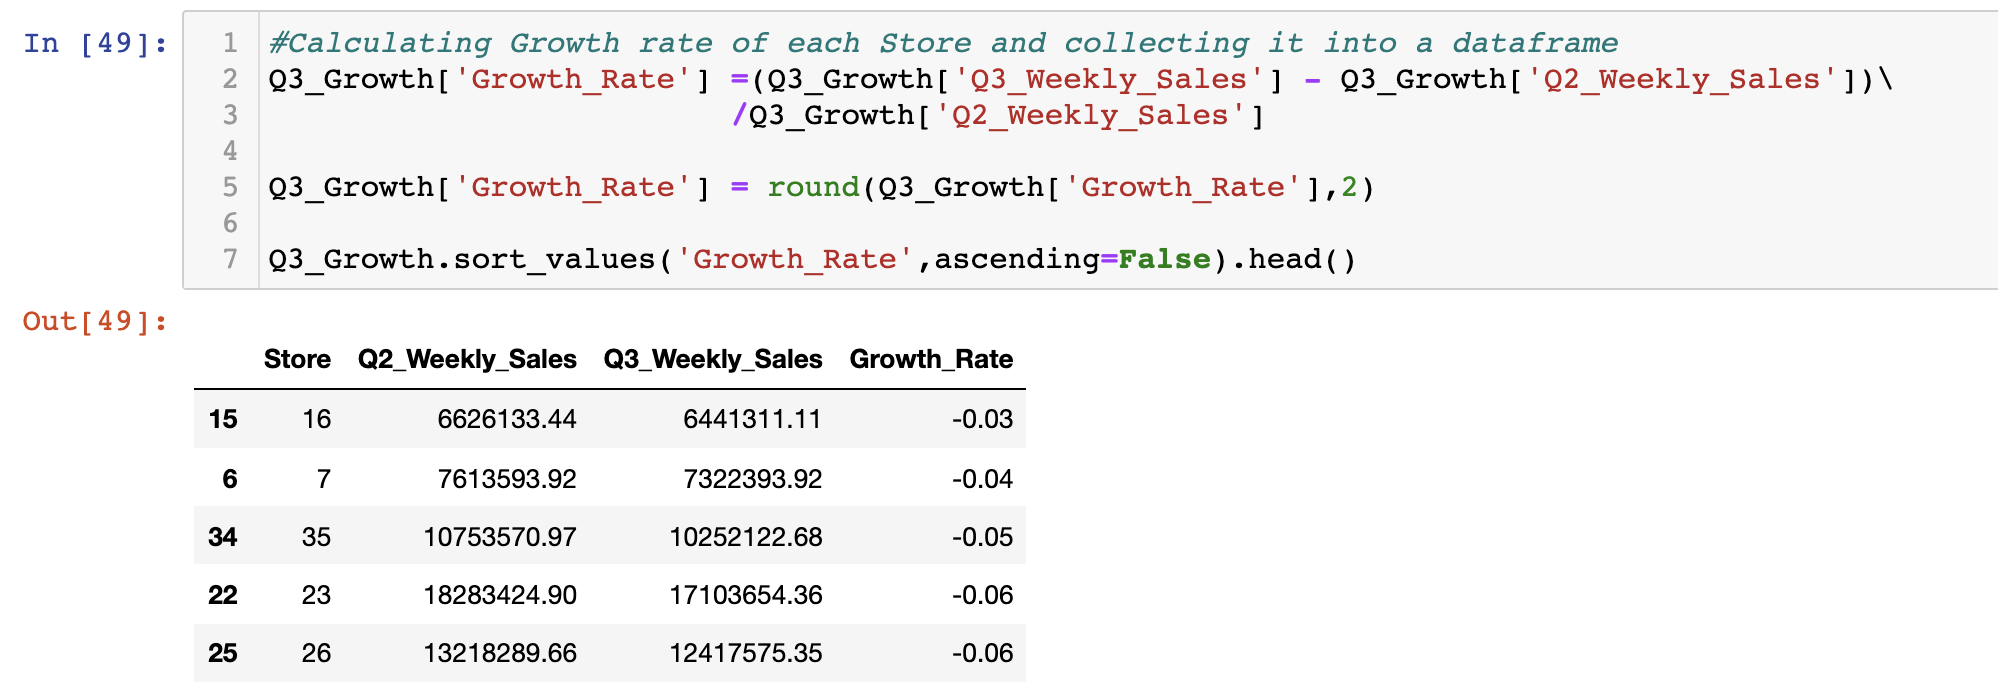 In [49]:
1 #Calculating Growth rate of each Store and collecting it into a dataframe
2 Q3_Growth['Growth_Rate'] =(Q3_Growth['Q3_Weekly_Sales'] - Q3_Growth['Q2_Weekly_Sales'])\
3 /Q3_Growth['Q2_Weekly_Sales']
4
5 Q3_Growth['Growth_Rate'] = round(Q3_Growth['Growth_Rate'],2)
6
7 Q3_Growth.sort_values('Growth_Rate',ascending=False).head()
Out[49]:
Store Q2_Weekly_Sales Q3_Weekly_Sales Growth_Rate
15 16 6626133.44 6441311.11 -0.03
6 7 7613593.92 7322393.92 -0.04
34 35 10753570.97 10252122.68 -0.05
22 23 18283424.90 17103654.36 -0.06
25 26 13218289.66 12417575.35 -0.06